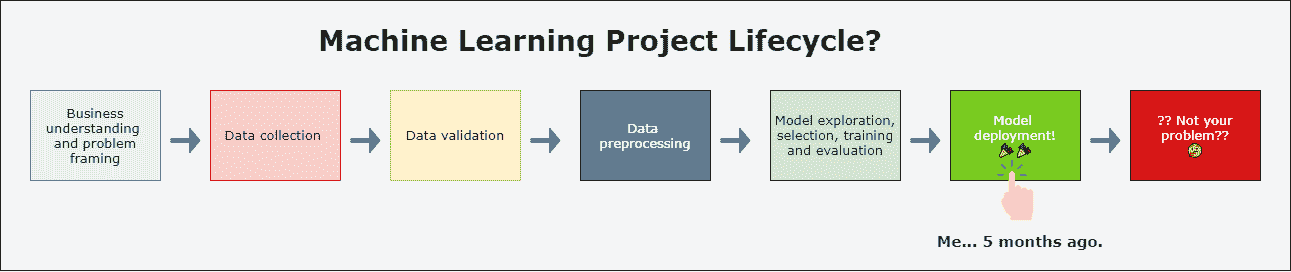 Machine Learning Project Lifecycle?
Business
understanding
and problem
framing
Data collection
Data validation
Data
preprocessing
Model exploration,
selection, training
and evaluation
Model
deployment!
?? Not your
problem??
Me... 5 months ago.